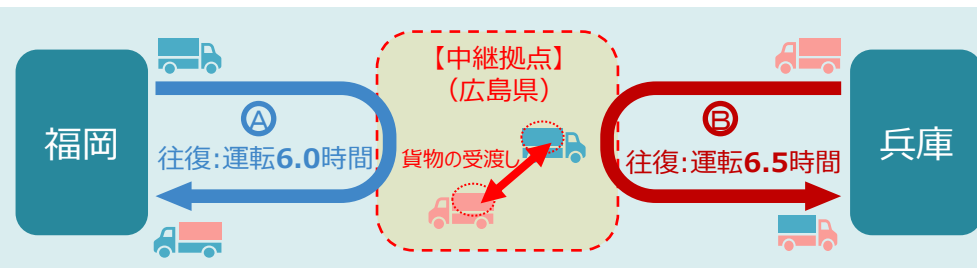 福岡
Ⓐ
往復:運転6.0時間
【中継拠点】
（広島県）
貨物の受渡し
Ⓑ
往復:運転6.5時間
兵庫